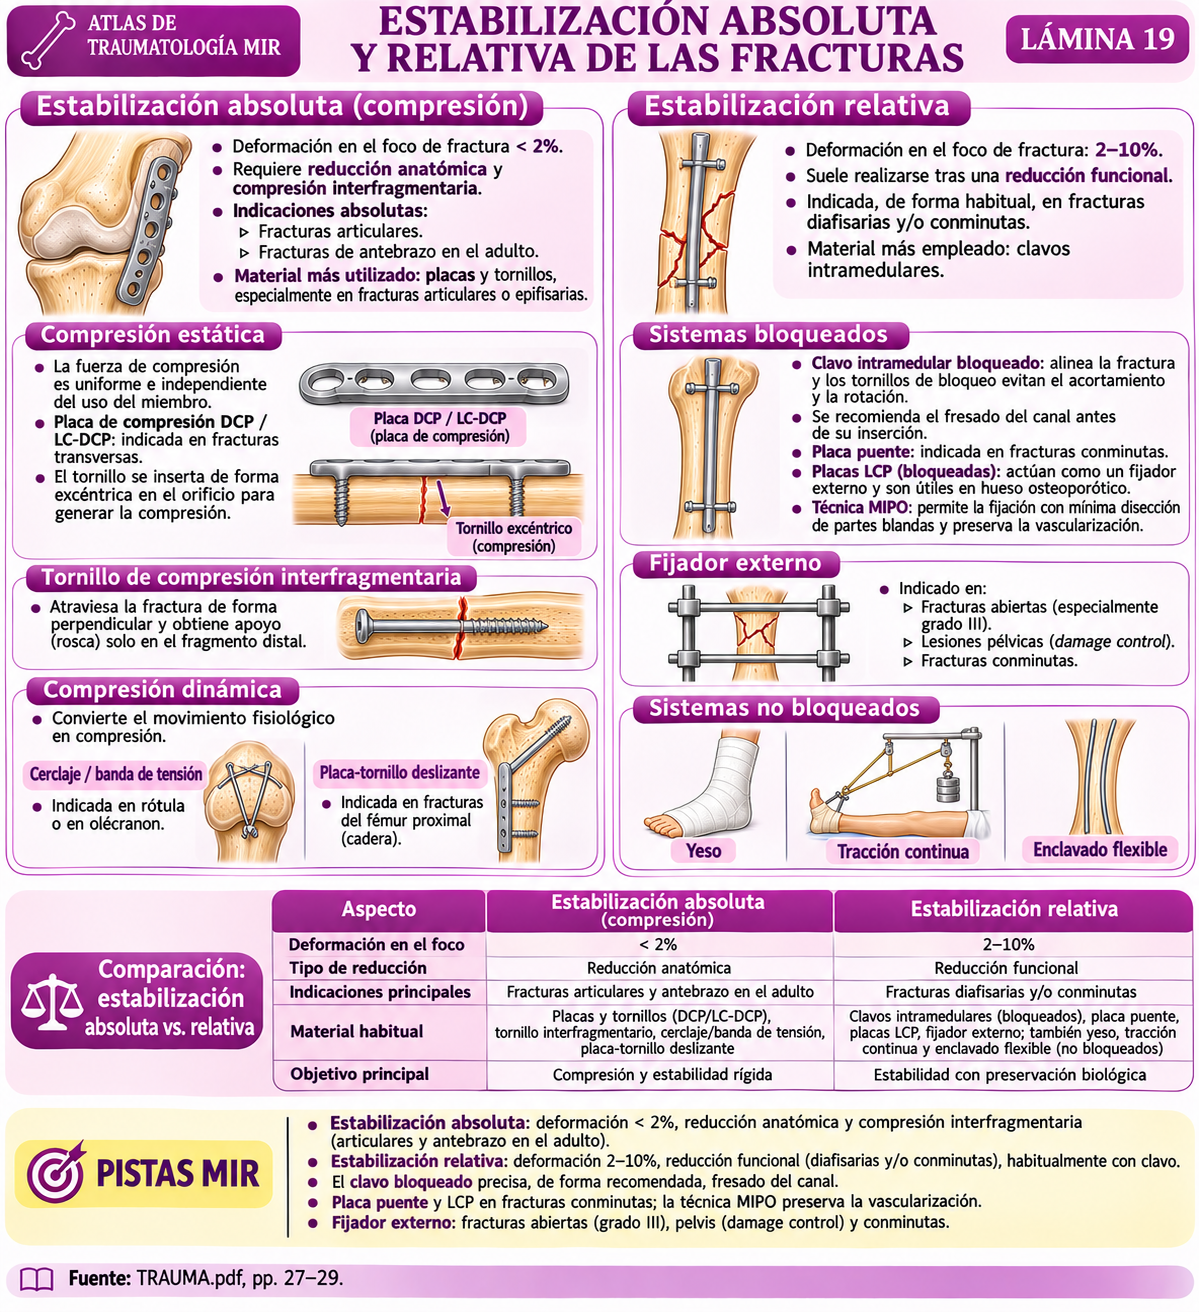 ATLAS DE
TRAUMATOLOGÍA MIR
ESTABILIZACIÓN ABSOLUTA
Y RELATIVA DE LAS FRACTURAS
LÁMINA 19
Estabilización absoluta (compresión)
• Deformación en el foco de fractura < 2%.
• Requiere reducción anatómica y
compresión interfragmentaria.
• Indicaciones absolutas:
▹ Fracturas articulares.
▹ Fracturas de antebrazo en el adulto.
• Material más utilizado: placas y tornillos,
especialmente en fracturas articulares o epifisarias.
Compresión estática
• La fuerza de compresión
es uniforme e independiente
del uso del miembro.
• Placa de compresión DCP /
LC-DCP: indicada en fracturas
transversas.
• El tornillo se inserta de forma
excéntrica en el orificio para
generar la compresión.
Placa DCP / LC-DCP
(placa de compresión)
Tornillo excéntrico
(compresión)
Tornillo de compresión interfragmentaria
• Atraviesa la fractura de forma
perpendicular y obtiene apoyo
(rosca) solo en el fragmento distal.
Compresión dinámica
• Convierte el movimiento fisiológico
en compresión.
Cerclaje / banda de tensión
• Indicada en rótula
o en olécranon.
Placa-tornillo deslizante
• Indicada en fracturas
del fémur proximal
(cadera).
Estabilización relativa
• Deformación en el foco de fractura: 2–10%.
• Suele realizarse tras una reducción funcional.
• Indicada, de forma habitual, en fracturas
diafisarias y/o conminutas.
• Material más empleado: clavos
intramedulares.
Sistemas bloqueados
• Clavo intramedular bloqueado: alinea la fractura
y los tornillos de bloqueo evitan el acortamiento
y la rotación.
• Se recomienda el fresado del canal antes
de su inserción.
• Placa puente: indicada en fracturas conminutas.
• Placas LCP (bloqueadas): actúan como un fijador
externo y son útiles en hueso osteoporótico.
• Técnica MIPO: permite la fijación con mínima disección
de partes blandas y preserva la vascularización.
Fijador externo
• Indicado en:
▹ Fracturas abiertas (especialmente
grado III).
▹ Lesiones pélvicas (damage control).
▹ Fracturas conminutas.
Sistemas no bloqueados
Yeso
Tracción continua
Enclavado flexible
Comparación:
estabilización
absoluta vs. relativa
Aspecto
Estabilización absoluta
(compresión)
Estabilización relativa
Deformación en el foco
< 2%
2–10%
Tipo de reducción
Reducción anatómica
Reducción funcional
Indicaciones principales
Fracturas articulares y antebrazo en el adulto
Fracturas diafisarias y/o conminutas
Material habitual
Placas y tornillos (DCP/LC-DCP),
tornillo interfragmentario, cerclaje/banda de tensión,
placa-tornillo deslizante
Clavos intramedulares (bloqueados), placa puente,
placas LCP, fijador externo; también yeso, tracción
continua y enclavado flexible (no bloqueados)
Objetivo principal
Compresión y estabilidad rígida
Estabilidad con preservación biológica
PISTAS MIR
• Estabilización absoluta: deformación < 2%, reducción anatómica y compresión interfragmentaria
(articulares y antebrazo en el adulto).
• Estabilización relativa: deformación 2–10%, reducción funcional (diafisarias y/o conminutas), habitualmente con clavo.
• El clavo bloqueado precisa, de forma recomendada, fresado del canal.
• Placa puente y LCP en fracturas conminutas; la técnica MIPO preserva la vascularización.
• Fijador externo: fracturas abiertas (grado III), pelvis (damage control) y conminutas.
Fuente: TRAUMA.pdf, pp. 27–29.